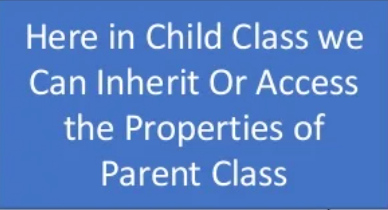 Here in Child Class we
Can Inherit Or Access
the Properties of
Parent Class